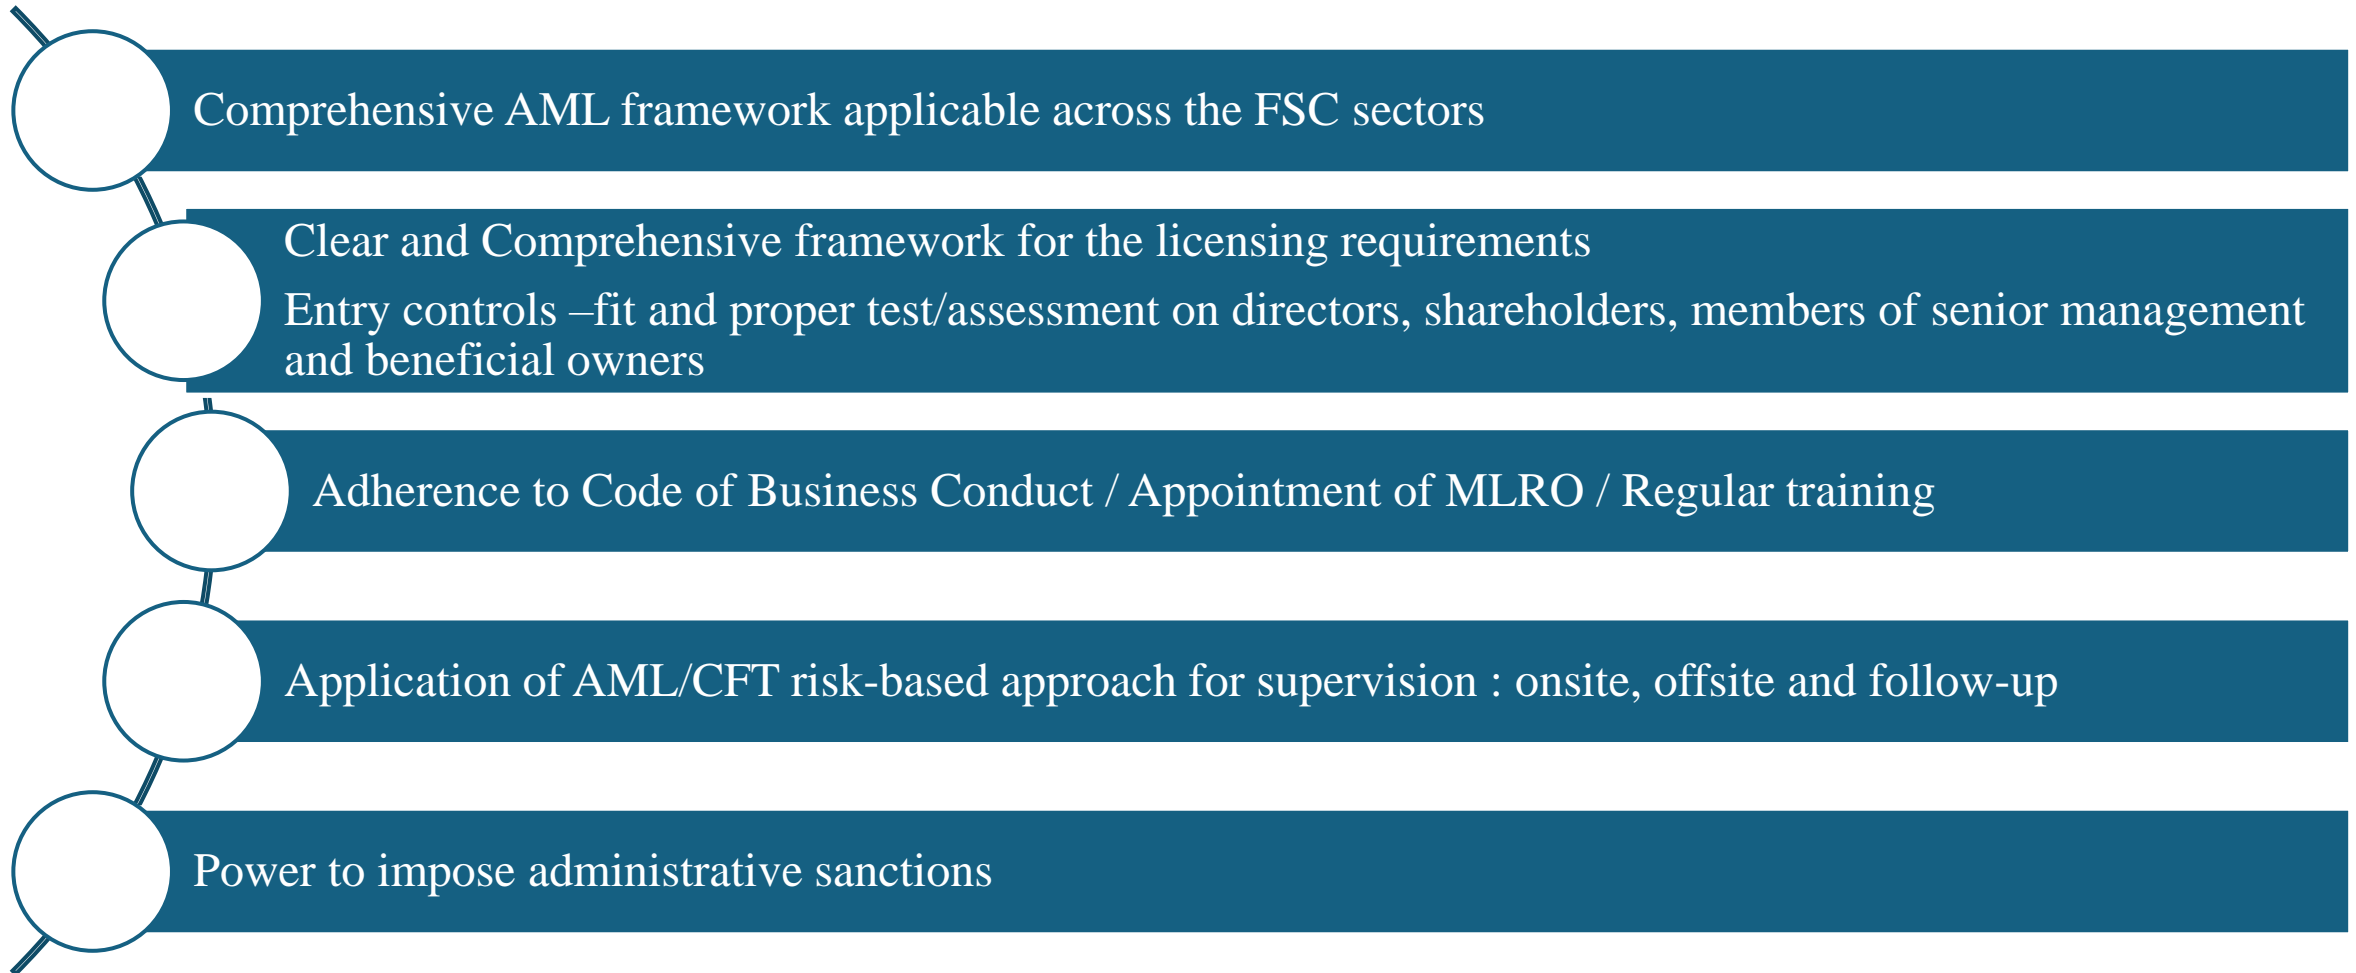 Comprehensive AML framework applicable across the FSC sectors
Clear and Comprehensive framework for the licensing requirements
Entry controls –fit and proper test/assessment on directors, shareholders, members of senior management
and beneficial owners
Adherence to Code of Business Conduct / Appointment of MLRO / Regular training
Application of AML/CFT risk-based approach for supervision : onsite, offsite and follow-up
Power to impose administrative sanctions